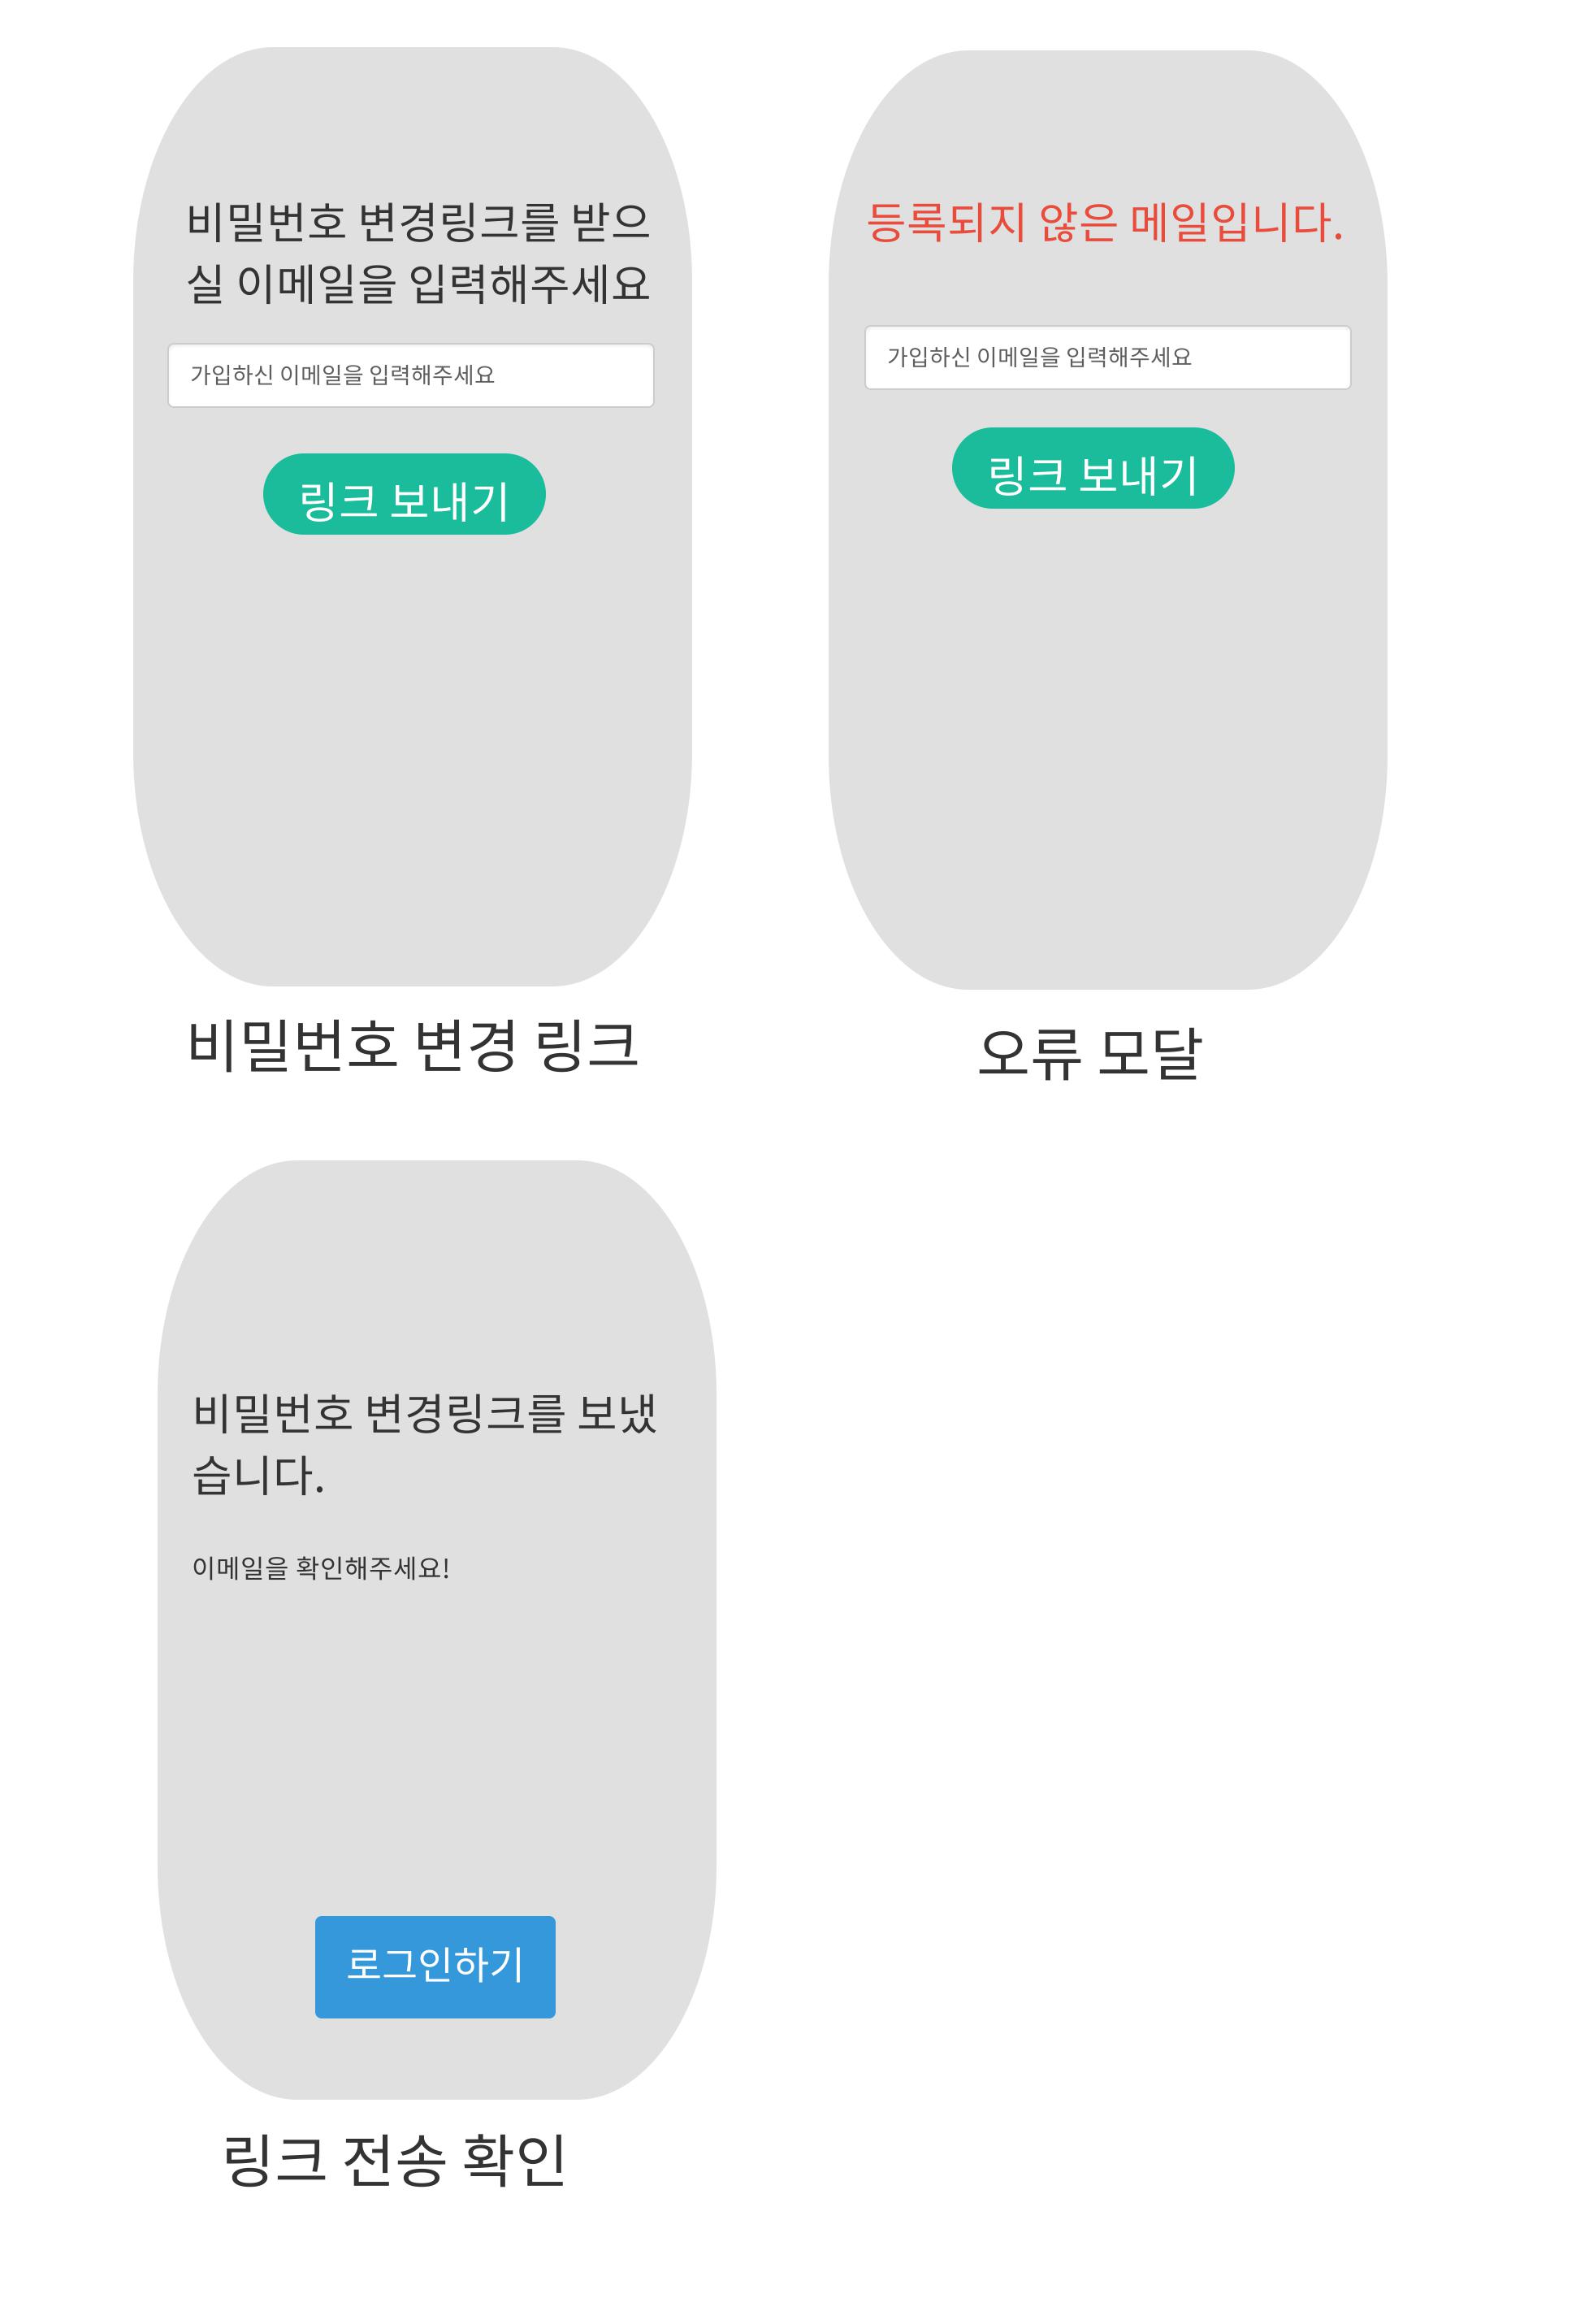 비밀번호 변경링크를 받으
실 이메일을 입력해주세요
가입하신 이메일을 입력해주세요
링크 보내기
비밀번호 변경 링크
등록되지 않은 메일입니다.
가입하신 이메일을 입력해주세요
링크 보내기
오류 모달
비밀번호 변경링크를 보냈
습니다.
이메일을 확인해주세요!
로그인하기
링크 전송 확인